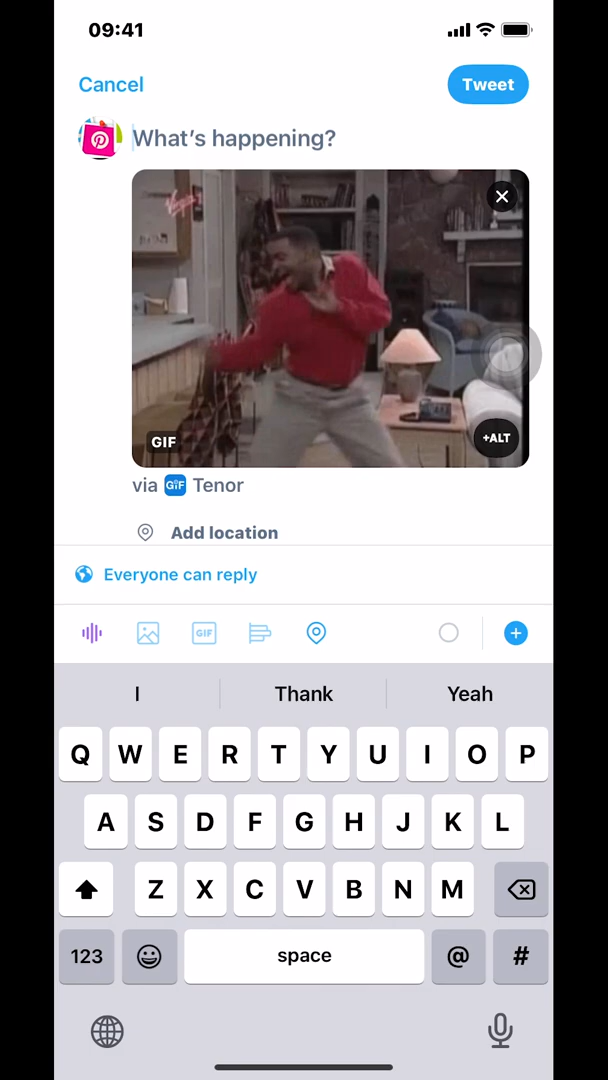 09:41
Cancel
Tweet
What's happening?
GIF
+ALT
via GIF Tenor
Add location
Everyone can reply
GIF
I Thank Yeah
Q W E R T Y U I O P
A S D F G H J K L
Z X C V B N M
123 space @ #